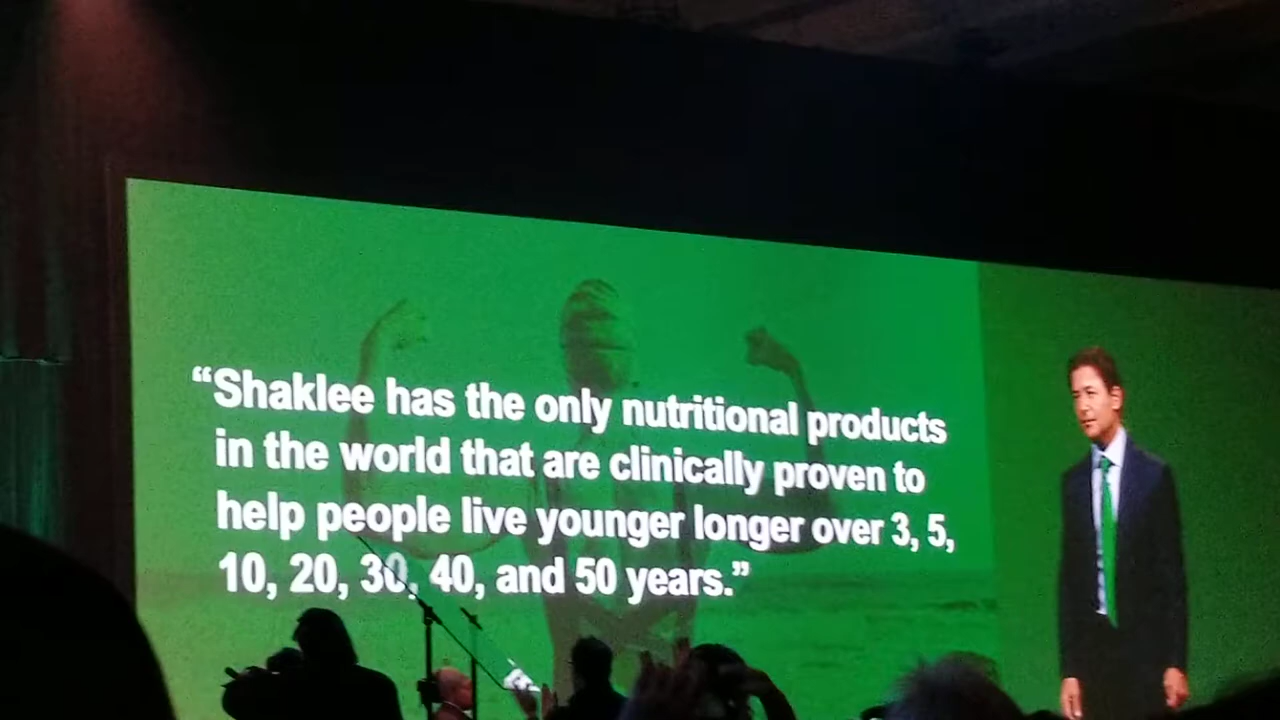 “Shaklee has the only nutritional products
in the world that are clinically proven to
help people live younger longer over 3, 5,
10, 20, 30, 40, and 50 years.”